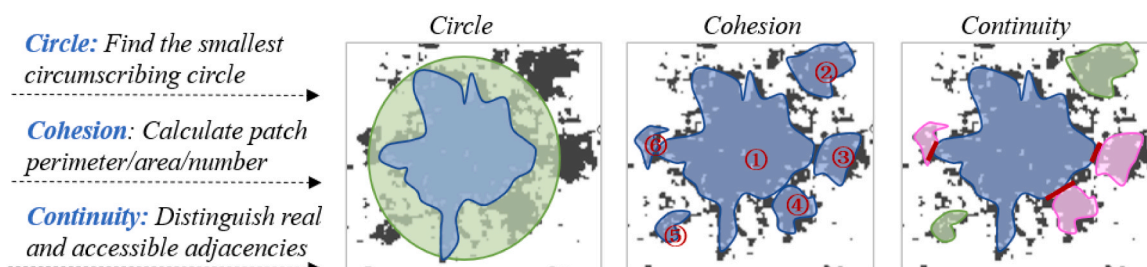 Circle: Find the smallest
circumscribing circle
Cohesion: Calculate patch
perimeter/area/number
Continuity: Distinguish real
and accessible adjacencies
Circle
Cohesion
①
②
③
④
⑤
⑥
Continuity